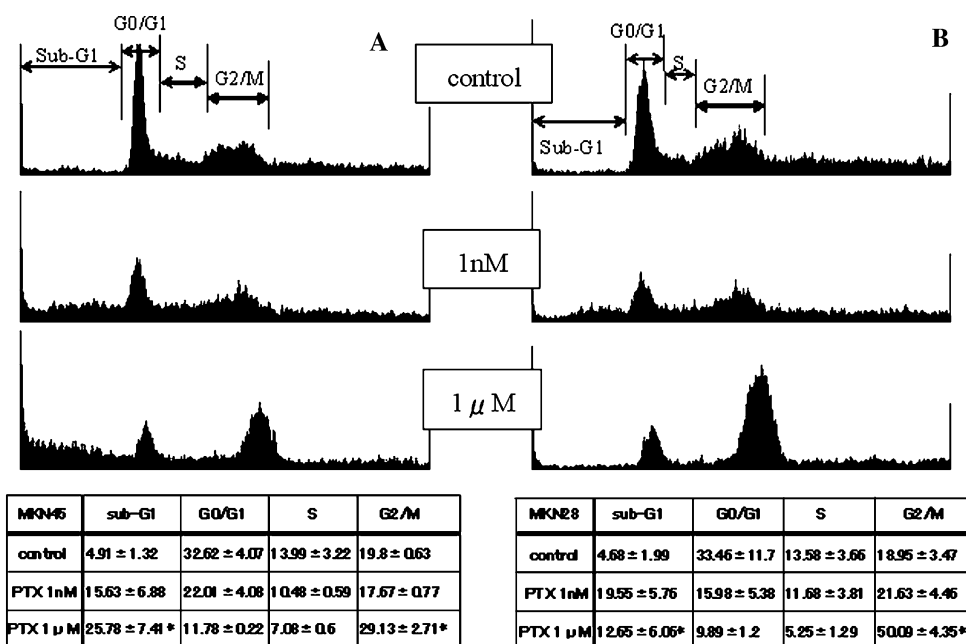 G0/G1
Sub-G1
S
G2/M
A
control
G0/G1
S
G2/M
Sub-G1
B
1nM
1 μ M
MKN45 sub-G1 G0/G1 S G2/M
control 4.91 ± 1.32 32.62 ± 4.07 13.99 ± 3.22 19.8 ± 0.63
PTX 1nM 15.63 ± 6.88 22.01 ± 4.08 10.48 ± 0.59 17.67 ± 0.77
PTX 1 μ M 25.78 ± 7.41 * 11.78 ± 0.22 7.08 ± 0.6 29.13 ± 2.71 *
MKN28 sub-G1 G0/G1 S G2/M
control 4.68 ± 1.99 33.46 ± 11.7 13.58 ± 3.66 18.95 ± 3.47
PTX 1nM 19.55 ± 5.76 15.98 ± 5.38 11.68 ± 3.81 21.63 ± 4.46
PTX 1 μ M 12.65 ± 6.06* 9.89 ± 1.2 5.25 ± 1.29 50.09 ± 4.35*